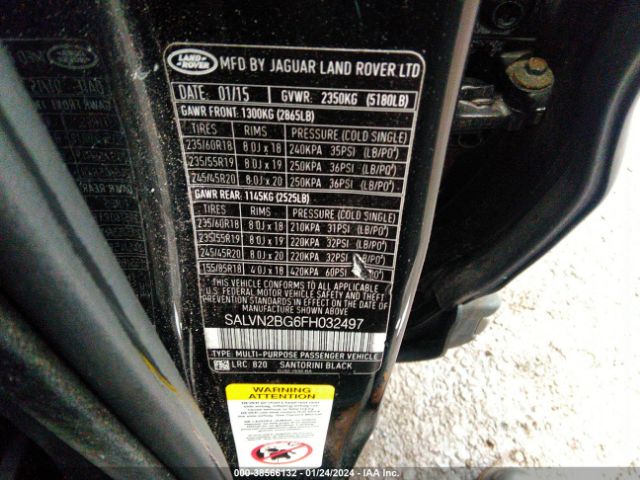 LAND ROVER
MFD BY JAGUAR LAND ROVER LTD
DATE: 01/15 GVWR: 2350KG (5180LB)
GAWR FRONT: 1300KG (2865LB)
TIRES RIMS PRESSURE (COLD SINGLE)
235/60R18 8.0J x 18 240KPA 35PSI (LB/PO²)
235/55R19 8.0J x 19 250KPA 36PSI (LB/PO²)
245/45R20 8.0J x 20 250KPA 36PSI (LB/PO²)
GAWR REAR: 1145KG (2525LB)
TIRES RIMS PRESSURE (COLD SINGLE)
235/60R18 8.0J x 18 210KPA 31PSI (LB/PO²)
235/55R19 8.0J x 19 220KPA 32PSI (LB/PO²)
245/45R20 8.0J x 20 220KPA 32PSI (LB/PO²)
155/85R18 4.0J x 18 420KPA 60PSI PO²)
THIS VEHICLE CONFORMS TO ALL APPLICABLE
U.S. FEDERAL MOTOR VEHICLE SAFETY AND THEFT
PREVENTION STANDARDS IN EFFECT ON THE DATE
OF MANUFACTURE SHOWN ABOVE.
SALVN2BG6FH032497
TYPE: MULTI-PURPOSE PASSENGER VEHICLE
LRC: 820 SANTORINI BLACK
WARNING
ATTENTION
00-38566132 - 01/24/2024 - IAA Inc.